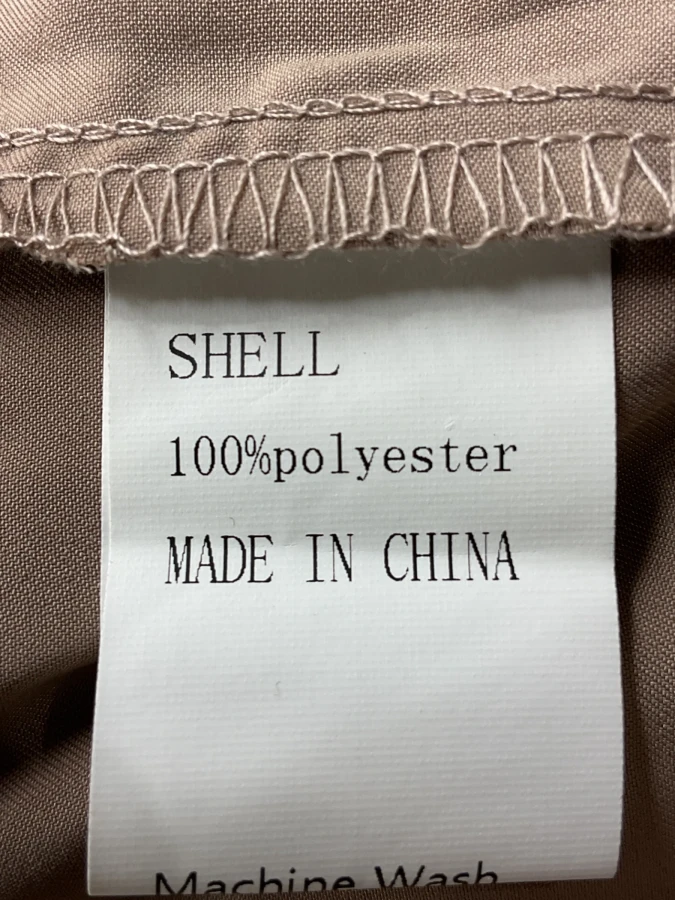 SHELL
100%polyester
MADE IN CHINA
Machine Wash